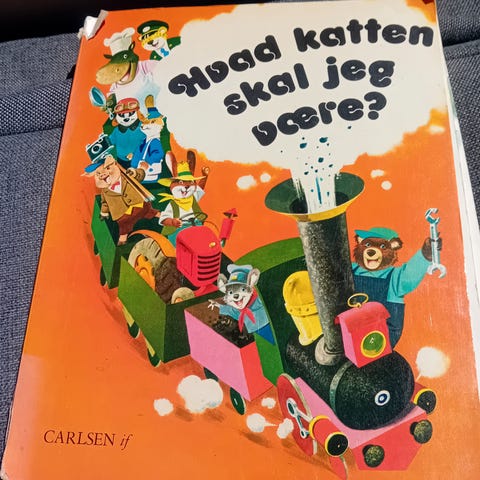 Hvad katten
skal jeg
være?
CARLSEN if